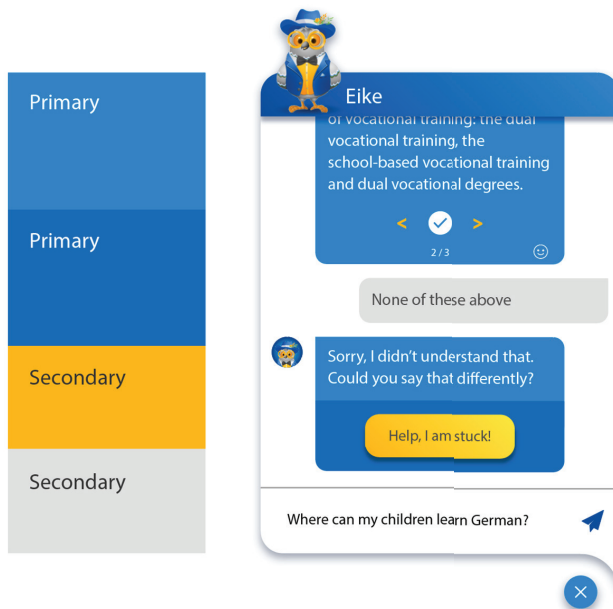 Primary
Primary
Secondary
Secondary
Eike
of vocational training: the dual
vocational training, the
school-based vocational training
and dual vocational degrees.
< >
2 / 3
None of these above
Sorry, I didn’t understand that.
Could you say that differently?
Help, I am stuck!
Where can my children learn German?